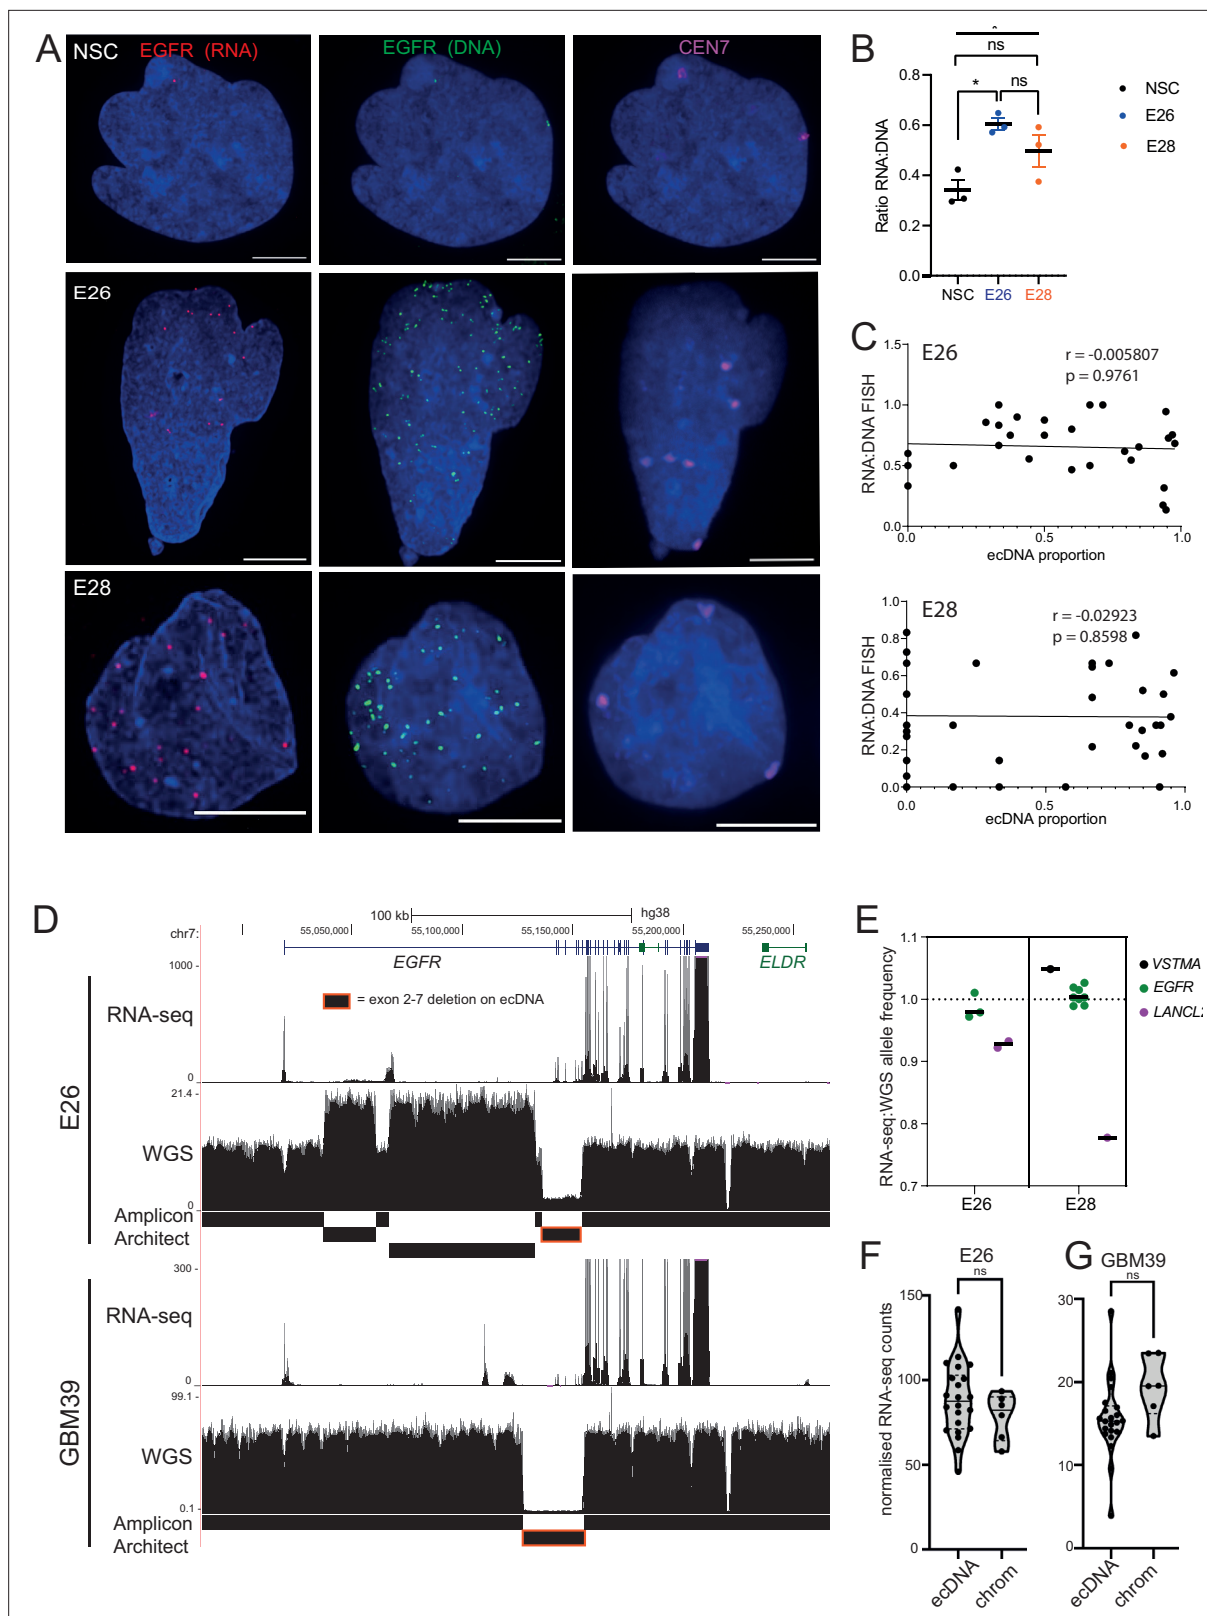 A
NSC
EGFR (RNA)
EGFR (DNA)
CEN7
E26
E28
B
ns
*
ns
0.8
0.6
0.4
0.2
0.0
Ratio RNA:DNA
NSC E26 E28
NSC
E26
E28
C
E26
r = -0.005807
p = 0.9761
1.5
1.0
0.5
0.0
RNA:DNA FISH
0.0 0.5 1.0
ecDNA proportion
E28
r = -0.02923
p = 0.8598
1.0
0.8
0.6
0.4
0.2
0.0
RNA:DNA FISH
0.0 0.5 1.0
ecDNA proportion
D
100 kb hg38
chr7: 55,050,000 55,100,000 55,150,000 55,200,000 55,250,000
EGFR ELDR
= exon 2-7 deletion on ecDNA
E26
1000
RNA-seq
0
21.4
WGS
0
Amplicon
Architect
GBM39
300
RNA-seq
0
99.1
WGS
0.1
Amplicon
Architect
E
1.1
1.0
0.9
0.8
0.7
RNA-seq:WGS allele frequency
E26 E28
VSTMA
EGFR
LANCL2
F
E26
ns
150
100
50
0
normalised RNA-seq counts
ecDNA chrom
G
GBM39
ns
30
20
10
0
ecDNA chrom